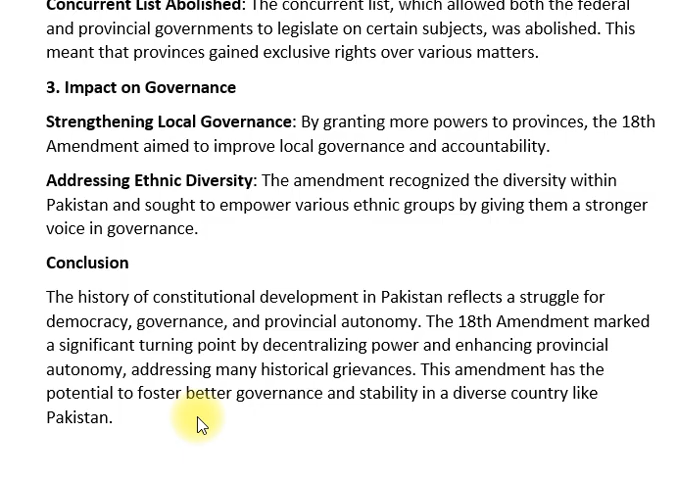 Concurrent List Abolished: The concurrent list, which allowed both the federal
and provincial governments to legislate on certain subjects, was abolished. This
meant that provinces gained exclusive rights over various matters.
3. Impact on Governance
Strengthening Local Governance: By granting more powers to provinces, the 18th
Amendment aimed to improve local governance and accountability.
Addressing Ethnic Diversity: The amendment recognized the diversity within
Pakistan and sought to empower various ethnic groups by giving them a stronger
voice in governance.
Conclusion
The history of constitutional development in Pakistan reflects a struggle for
democracy, governance, and provincial autonomy. The 18th Amendment marked
a significant turning point by decentralizing power and enhancing provincial
autonomy, addressing many historical grievances. This amendment has the
potential to foster better governance and stability in a diverse country like
Pakistan.